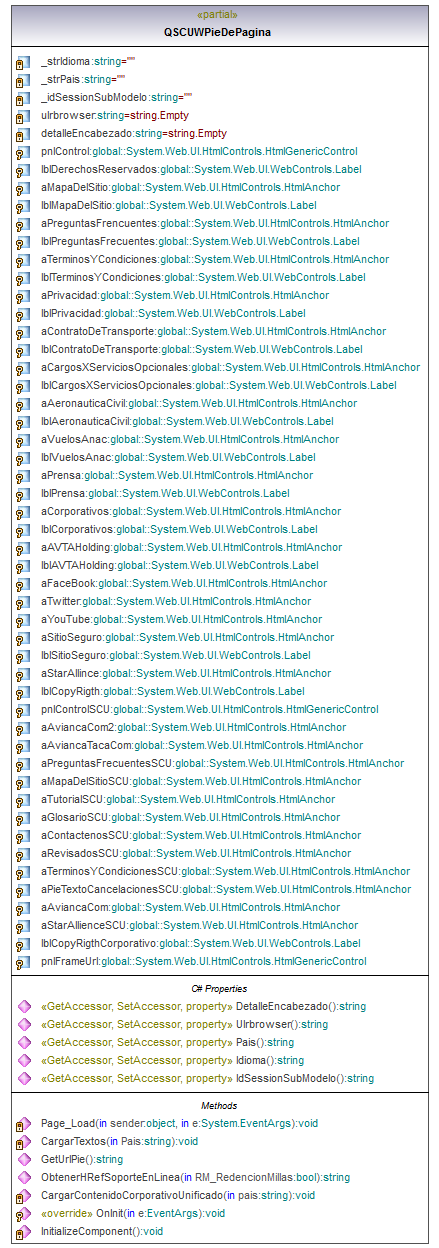 «partial»
QSCUWPieDePagina
_strIdioma:string=""
_strPais:string=""
_idSessionSubModelo:string=""
ulrbrowser:string=string.Empty
detalleEncabezado:string=string.Empty
pnlControl:global::System.Web.UI.HtmlControls.HtmlGenericControl
lblDerechosReservados:global::System.Web.UI.WebControls.Label
aMapaDelSitio:global::System.Web.UI.HtmlControls.HtmlAnchor
lblMapaDelSitio:global::System.Web.UI.WebControls.Label
aPreguntasFrencuentes:global::System.Web.UI.HtmlControls.HtmlAnchor
lblPreguntasFrecuentes:global::System.Web.UI.WebControls.Label
aTerminosYCondiciones:global::System.Web.UI.HtmlControls.HtmlAnchor
lblTerminosYCondiciones:global::System.Web.UI.WebControls.Label
aPrivacidad:global::System.Web.UI.HtmlControls.HtmlAnchor
lblPrivacidad:global::System.Web.UI.WebControls.Label
aContratoDeTransporte:global::System.Web.UI.HtmlControls.HtmlAnchor
lblContratoDeTransporte:global::System.Web.UI.WebControls.Label
aCargosXServiciosOpcionales:global::System.Web.UI.HtmlControls.HtmlAnchor
lblCargosXServiciosOpcionales:global::System.Web.UI.WebControls.Label
aAeronauticaCivil:global::System.Web.UI.HtmlControls.HtmlAnchor
lblAeronauticaCivil:global::System.Web.UI.WebControls.Label
aVuelosAnac:global::System.Web.UI.HtmlControls.HtmlAnchor
lblVuelosAnac:global::System.Web.UI.WebControls.Label
aPrensa:global::System.Web.UI.HtmlControls.HtmlAnchor
lblPrensa:global::System.Web.UI.WebControls.Label
aCorporativos:global::System.Web.UI.HtmlControls.HtmlAnchor
lblCorporativos:global::System.Web.UI.WebControls.Label
aAVTAHolding:global::System.Web.UI.HtmlControls.HtmlAnchor
lblAVTAHolding:global::System.Web.UI.WebControls.Label
aFaceBook:global::System.Web.UI.HtmlControls.HtmlAnchor
aTwitter:global::System.Web.UI.HtmlControls.HtmlAnchor
aYouTube:global::System.Web.UI.HtmlControls.HtmlAnchor
aSitioSeguro:global::System.Web.UI.HtmlControls.HtmlAnchor
lblSitioSeguro:global::System.Web.UI.WebControls.Label
aStarAllince:global::System.Web.UI.HtmlControls.HtmlAnchor
lblCopyRigth:global::System.Web.UI.WebControls.Label
pnlControlSCU:global::System.Web.UI.HtmlControls.HtmlGenericControl
aAviancaCom2:global::System.Web.UI.HtmlControls.HtmlAnchor
aAviancaTacaCom:global::System.Web.UI.HtmlControls.HtmlAnchor
aPreguntasFrecuentesSCU:global::System.Web.UI.HtmlControls.HtmlAnchor
aMapaDelSitioSCU:global::System.Web.UI.HtmlControls.HtmlAnchor
aTutorialSCU:global::System.Web.UI.HtmlControls.HtmlAnchor
aGlosarioSCU:global::System.Web.UI.HtmlControls.HtmlAnchor
aContactenosSCU:global::System.Web.UI.HtmlControls.HtmlAnchor
aRevisadosSCU:global::System.Web.UI.HtmlControls.HtmlAnchor
aTerminosYCondicionesSCU:global::System.Web.UI.HtmlControls.HtmlAnchor
aPieTextoCancelacionesSCU:global::System.Web.UI.HtmlControls.HtmlAnchor
aAviancaCom:global::System.Web.UI.HtmlControls.HtmlAnchor
aStarAllienceSCU:global::System.Web.UI.HtmlControls.HtmlAnchor
lblCopyRigthCorporativo:global::System.Web.UI.WebControls.Label
pnlFrameUrl:global::System.Web.UI.HtmlControls.HtmlGenericControl
C# Properties
«GetAccessor, SetAccessor, property» DetalleEncabezado():string
«GetAccessor, SetAccessor, property» Ulrbrowser():string
«GetAccessor, SetAccessor, property» Pais():string
«GetAccessor, SetAccessor, property» Idioma():string
«GetAccessor, SetAccessor, property» IdSessionSubModelo():string
Methods
Page_Load(in sender:object, in e:System.EventArgs):void
CargarTextos(in Pais:string):void
GetUrlPie():string
ObtenerHRefSoporteEnLinea(in RM_RedencionMillas:bool):string
CargarContenidoCorporativoUnificado(in pais:string):void
«override» OnInit(in e:EventArgs):void
InitializeComponent():void